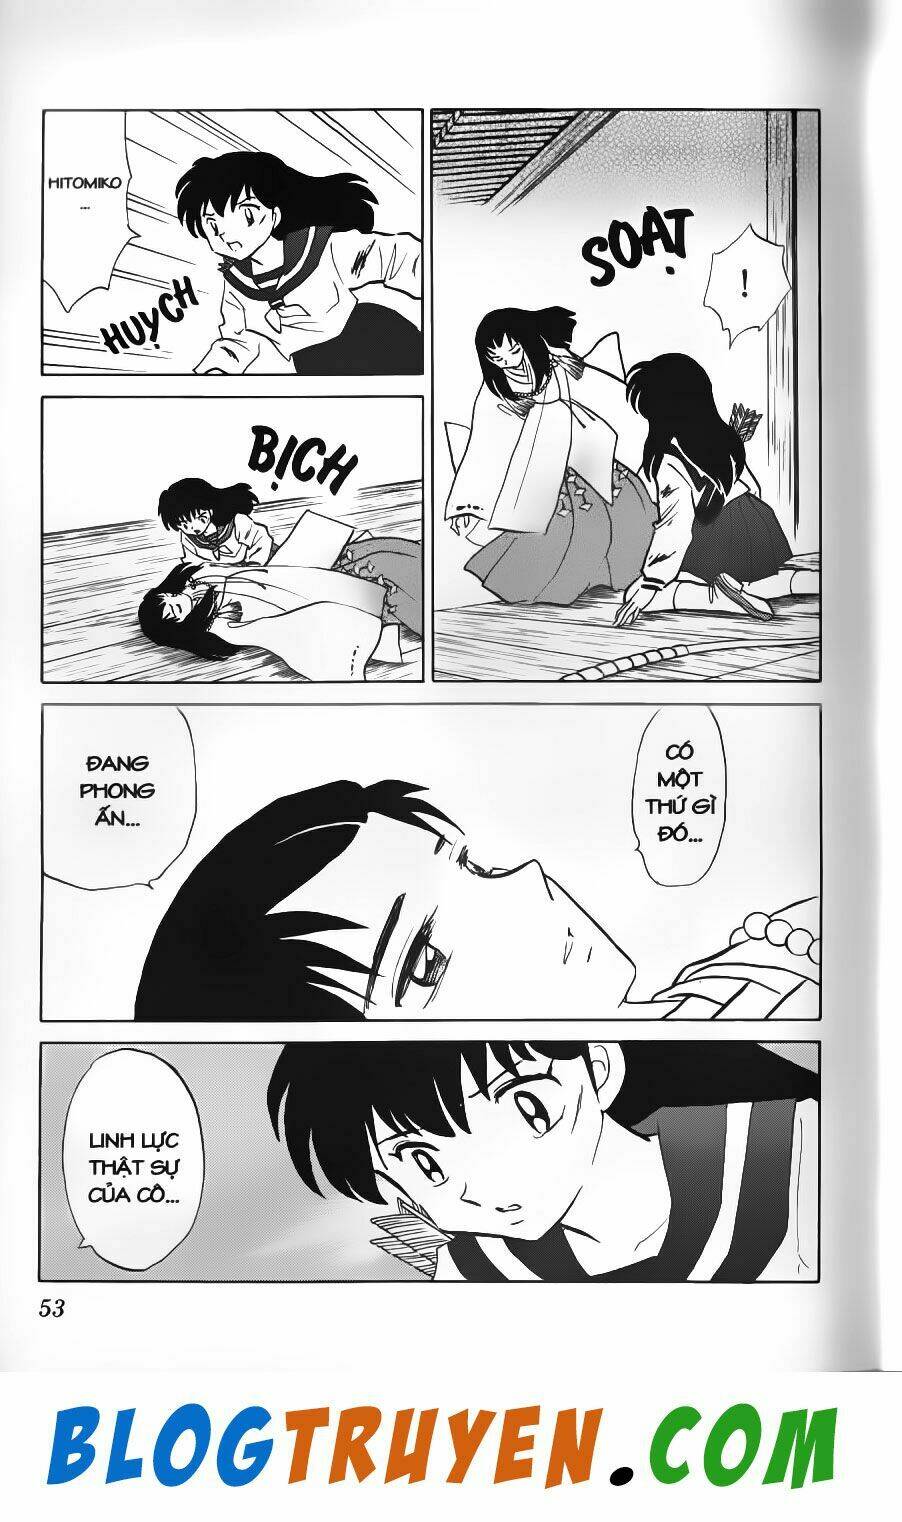 SOẠT
!
HITOMIKO
...
HUỴCH
BỊCH
CÓ
MỘT
THỨ GÌ
ĐÓ...
ĐANG
PHONG
ẤN...
LINH LỰC
THẬT SỰ
CỦA CÔ...
53
BLOGTRUYEN.COM